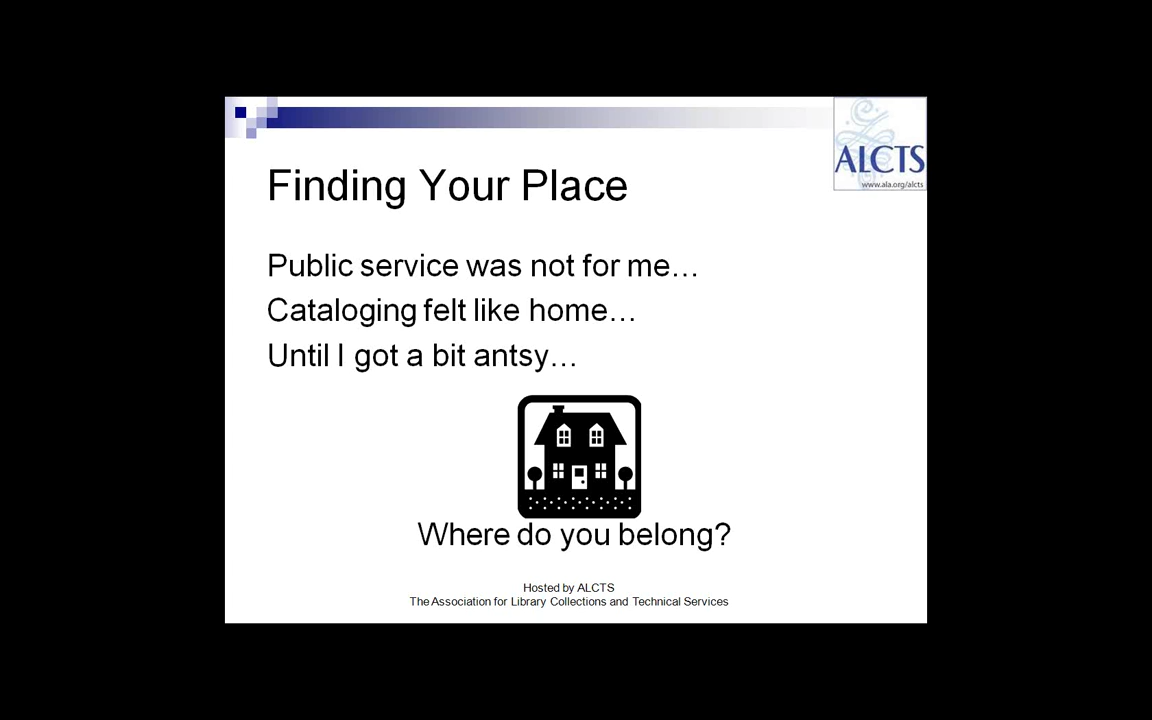 ALCTS
www.ala.org/alcts
Finding Your Place
Public service was not for me…
Cataloging felt like home…
Until I got a bit antsy…
Where do you belong?
Hosted by ALCTS
The Association for Library Collections and Technical Services